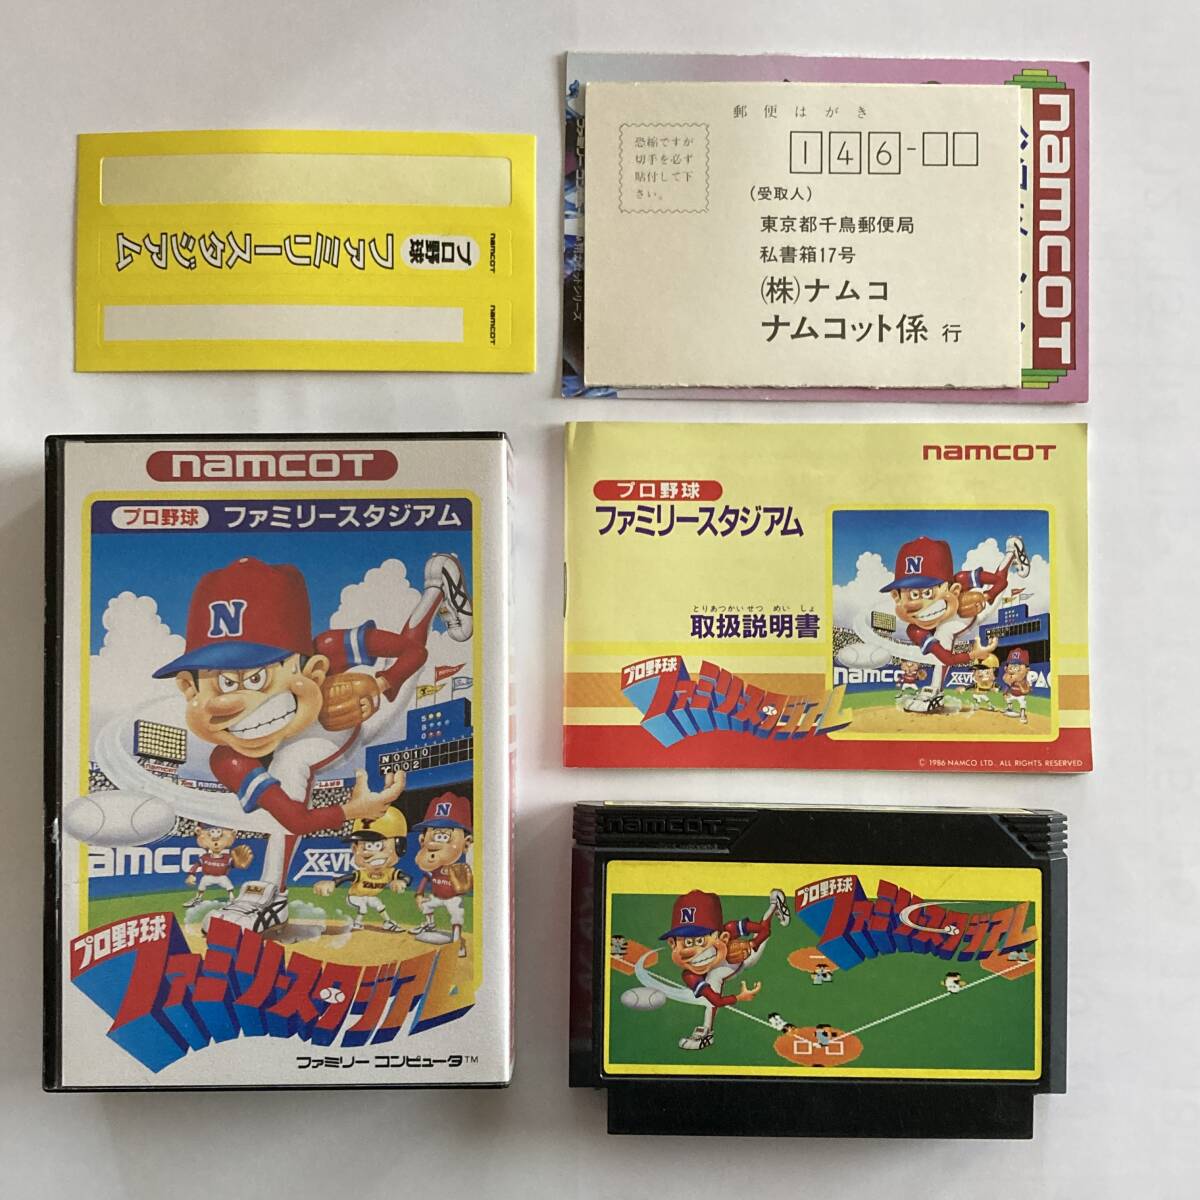 プロ野球
ファミリースタジアム
namcot
namcot
namcot
郵便はがき
恐縮ですが
切手を必ず
貼付して下
さい。
146-
(受取人)
東京都千鳥郵便局
私書箱17号
(株)ナムコ
ナムコット係 行
namcot
プロ野球 ファミリースタジアム
N
namcot
N0010
Y002
amco
XEVI
プロ野球
ファミリースタジアム
ファミリー コンピュータ™
namcot
プロ野球
ファミリースタジアム
とりあつかいせつめいしょ
取扱説明書
N
namco
XEVI
PAC
プロ野球
ファミリースタジアム
© 1986 NAMCO LTD. ALL RIGHTS RESERVED
namcot
N
プロ野球
ファミリースタジアム